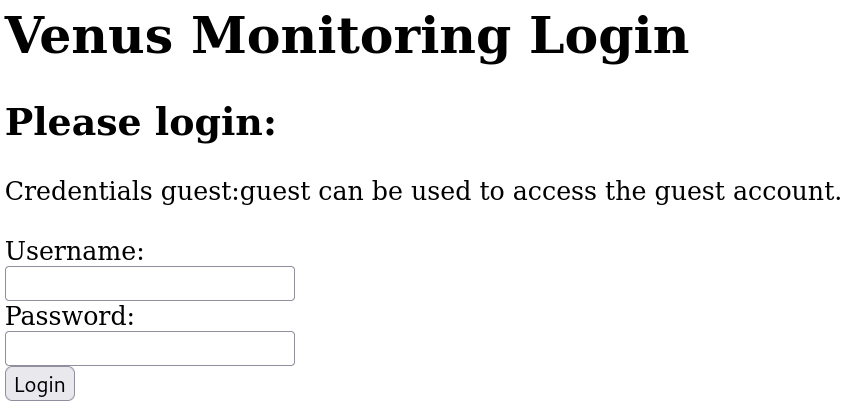 Venus Monitoring Login
Please login:
Credentials guest:guest can be used to access the guest account.
Username:
Password:
Login